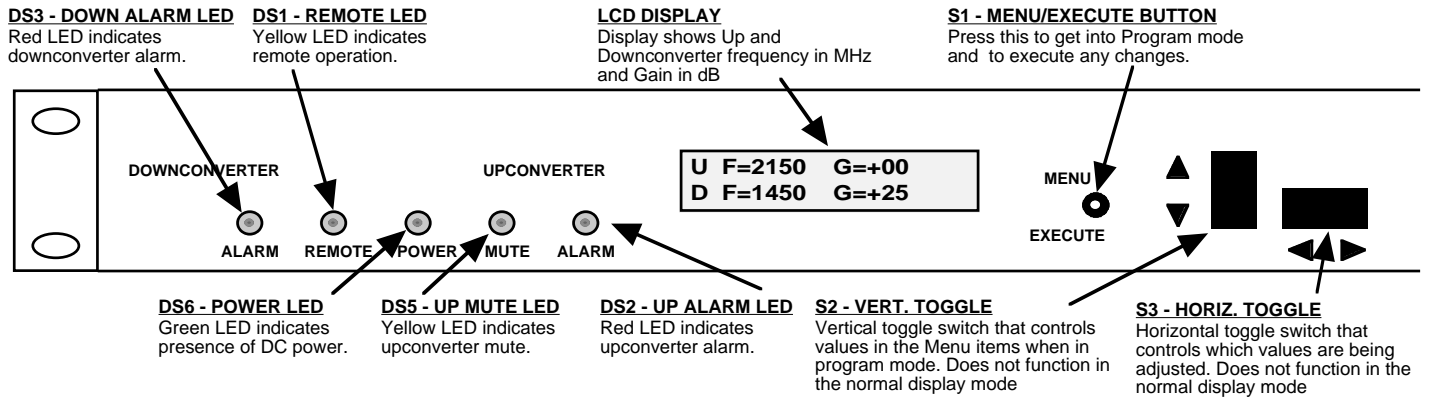 DS3 - DOWN ALARM LED
Red LED indicates
downconverter alarm.
DS1 - REMOTE LED
Yellow LED indicates
remote operation.
LCD DISPLAY
Display shows Up and
Downconverter frequency in MHz
and Gain in dB
S1 - MENU/EXECUTE BUTTON
Press this to get into Program mode
and to execute any changes.
DOWNCONVERTER
UPCONVERTER
U F=2150 G=+00
D F=1450 G=+25
MENU
EXECUTE
ALARM
REMOTE
POWER
MUTE
ALARM
DS6 - POWER LED
Green LED indicates
presence of DC power.
DS5 - UP MUTE LED
Yellow LED indicates
upconverter mute.
DS2 - UP ALARM LED
Red LED indicates
upconverter alarm.
S2 - VERT. TOGGLE
Vertical toggle switch that controls
values in the Menu items when in
program mode. Does not function in
the normal display mode
S3 - HORIZ. TOGGLE
Horizontal toggle switch that
controls which values are being
adjusted. Does not function in the
normal display mode